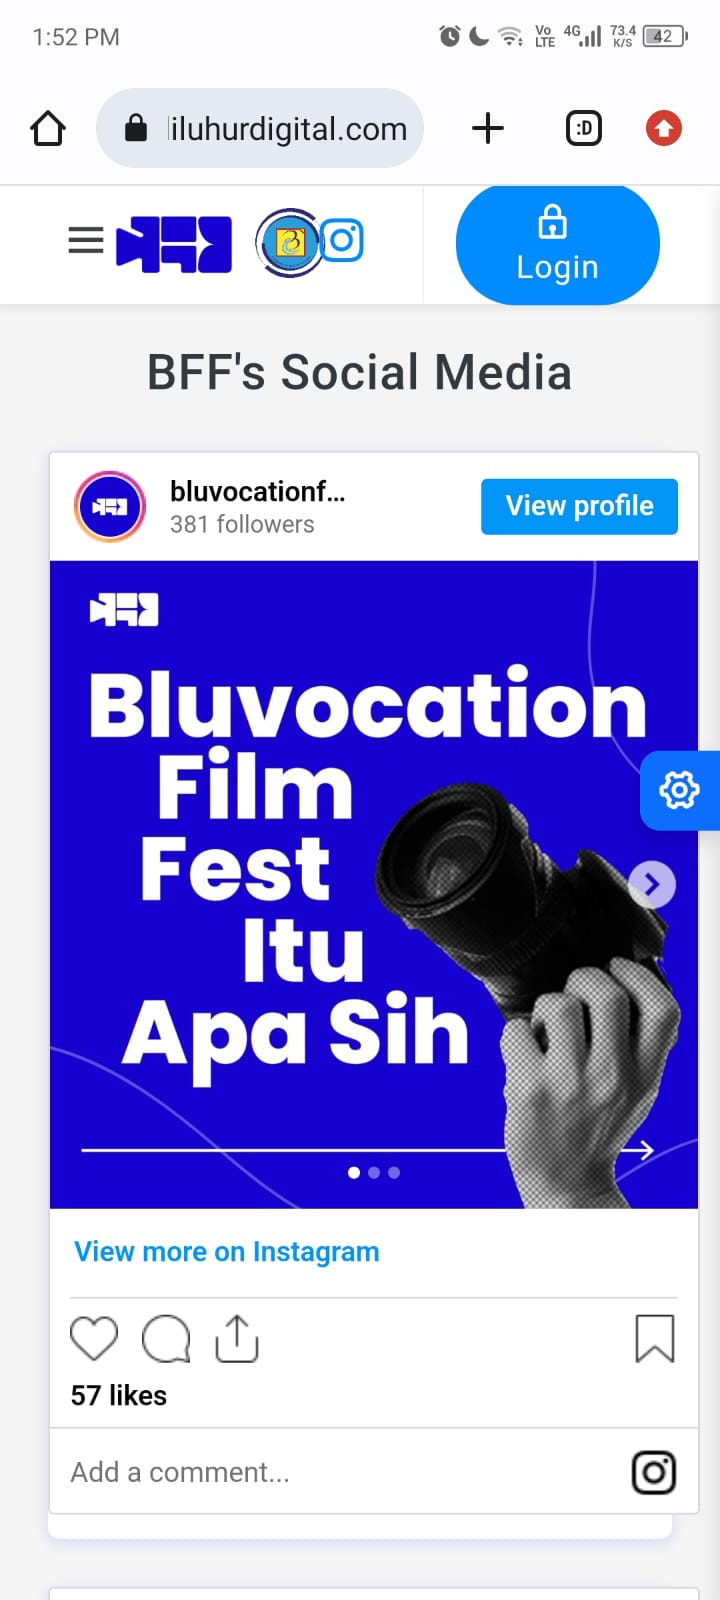 1:52 PM
Vo LTE 4G 73.4 K/S 42
iluhurdigital.com
:D
Login
BFF's Social Media
bluvocationf...
381 followers
View profile
Bluvocation
Film
Fest
Itu
Apa Sih
View more on Instagram
57 likes
Add a comment...